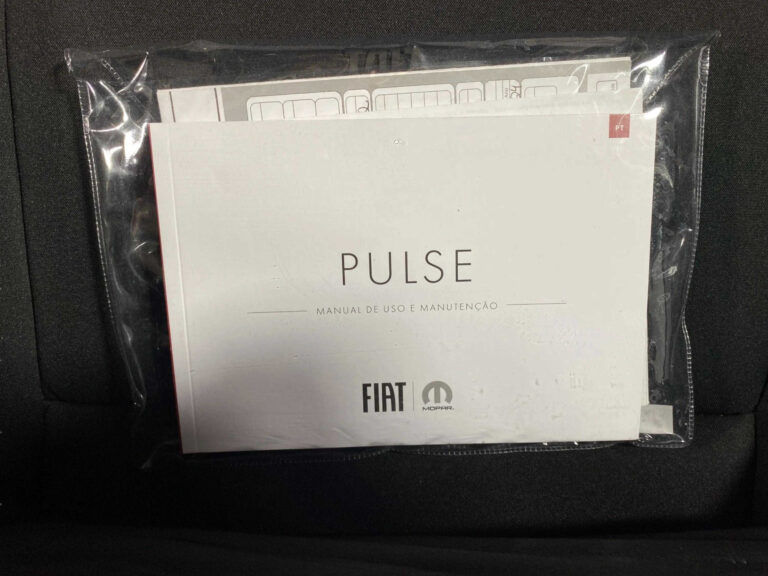 PT
PULSE
MANUAL DE USO E MANUTENÇÃO
FIAT
MOPAR.